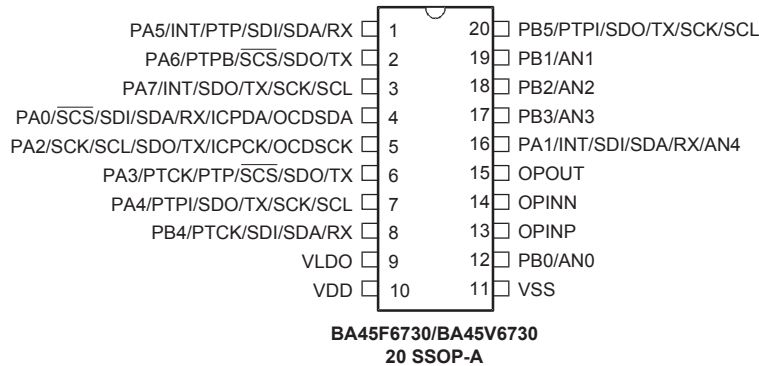 PA5/INT/PTP/SDI/SDA/RX 1 20 PB5/PTPI/SDO/TX/SCK/SCL
PA6/PTPB/SCS/SDO/TX 2 19 PB1/AN1
PA7/INT/SDO/TX/SCK/SCL 3 18 PB2/AN2
PA0/SCS/SDI/SDA/RX/ICPDA/OCDSDA 4 17 PB3/AN3
PA2/SCK/SCL/SDO/TX/ICPCK/OCDSCK 5 16 PA1/INT/SDI/SDA/RX/AN4
PA3/PTCK/PTP/SCS/SDO/TX 6 15 OPOUT
PA4/PTPI/SDO/TX/SCK/SCL 7 14 OPINN
PB4/PTCK/SDI/SDA/RX 8 13 OPINP
VLDO 9 12 PB0/AN0
VDD 10 11 VSS
BA45F6730/BA45V6730
20 SSOP-A